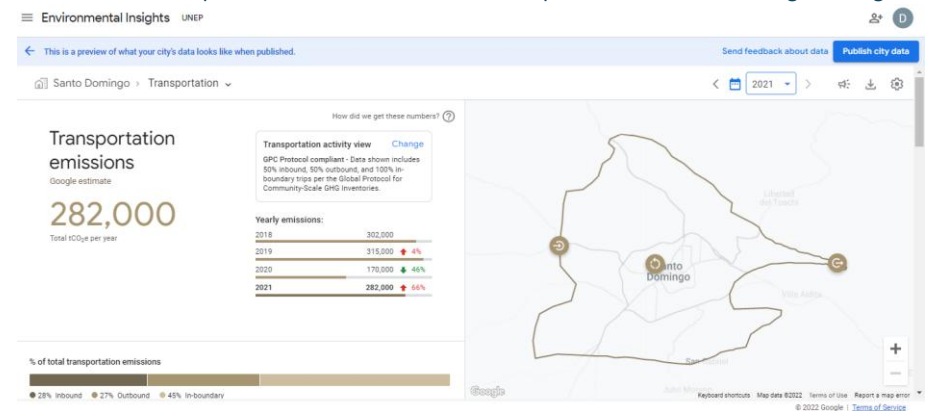 Environmental Insights UNEP
D
This is a preview of what your city's data looks like when published.
Send feedback about data
Publish city data
Santo Domingo > Transportation
2021
How did we get these numbers?
Transportation emissions
Google estimate
282,000
Total tCO₂e per year
Transportation activity view Change
GPC Protocol compliant - Data shown includes
50% inbound, 50% outbound, and 100% in-
boundary trips per the Global Protocol for
Community-Scale GHG Inventories.
Yearly emissions:
2018 302,000
2019 315,000 4%
2020 170,000 46%
2021 282,000 66%
% of total transportation emissions
28% Inbound 27% Outbound 45% In-boundary
Santo
Domingo
Villa Aldea
Google
Keyboard shortcuts Map data ©2022 Terms of Use Report a map error
© 2022 Google | Terms of Service